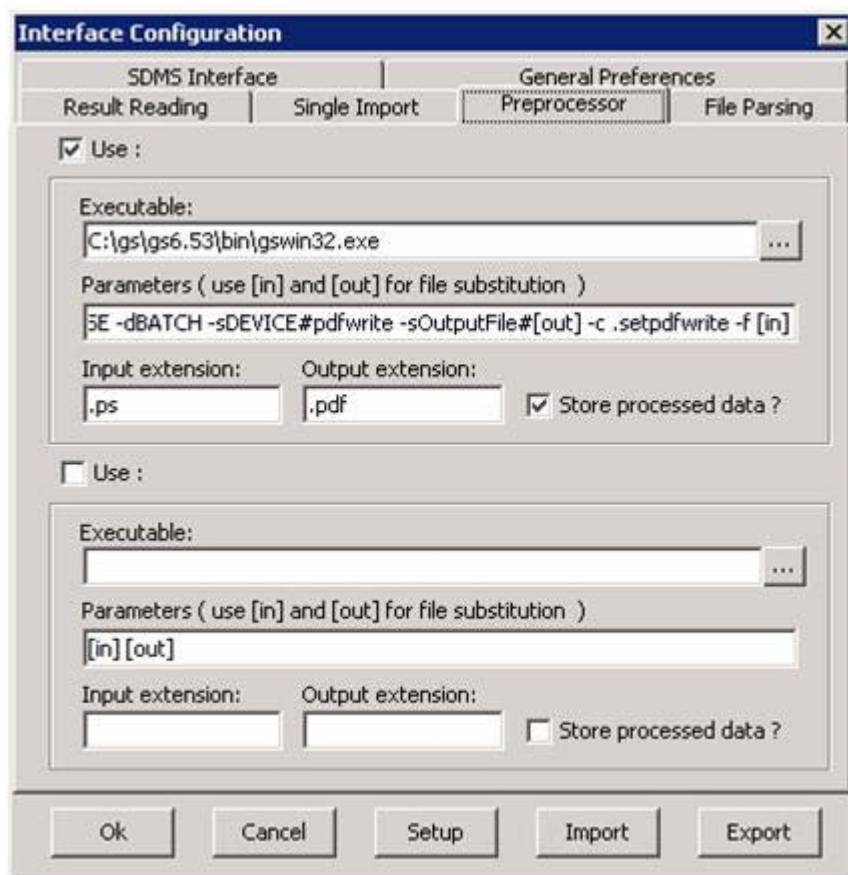 Interface Configuration
SDMS Interface General Preferences
Result Reading Single Import Preprocessor File Parsing
Use :
Executable:
C:\gs\gs6.53\bin\gswin32.exe ...
Parameters ( use [in] and [out] for file substitution )
5E -dBATCH -sDEVICE#pdfwrite -sOutputFile#[out] -c .setpdfwrite -f [in]
Input extension: Output extension:
.ps .pdf Store processed data ?
Use :
Executable:
...
Parameters ( use [in] and [out] for file substitution )
[in] [out]
Input extension: Output extension:
Store processed data ?
Ok Cancel Setup Import Export